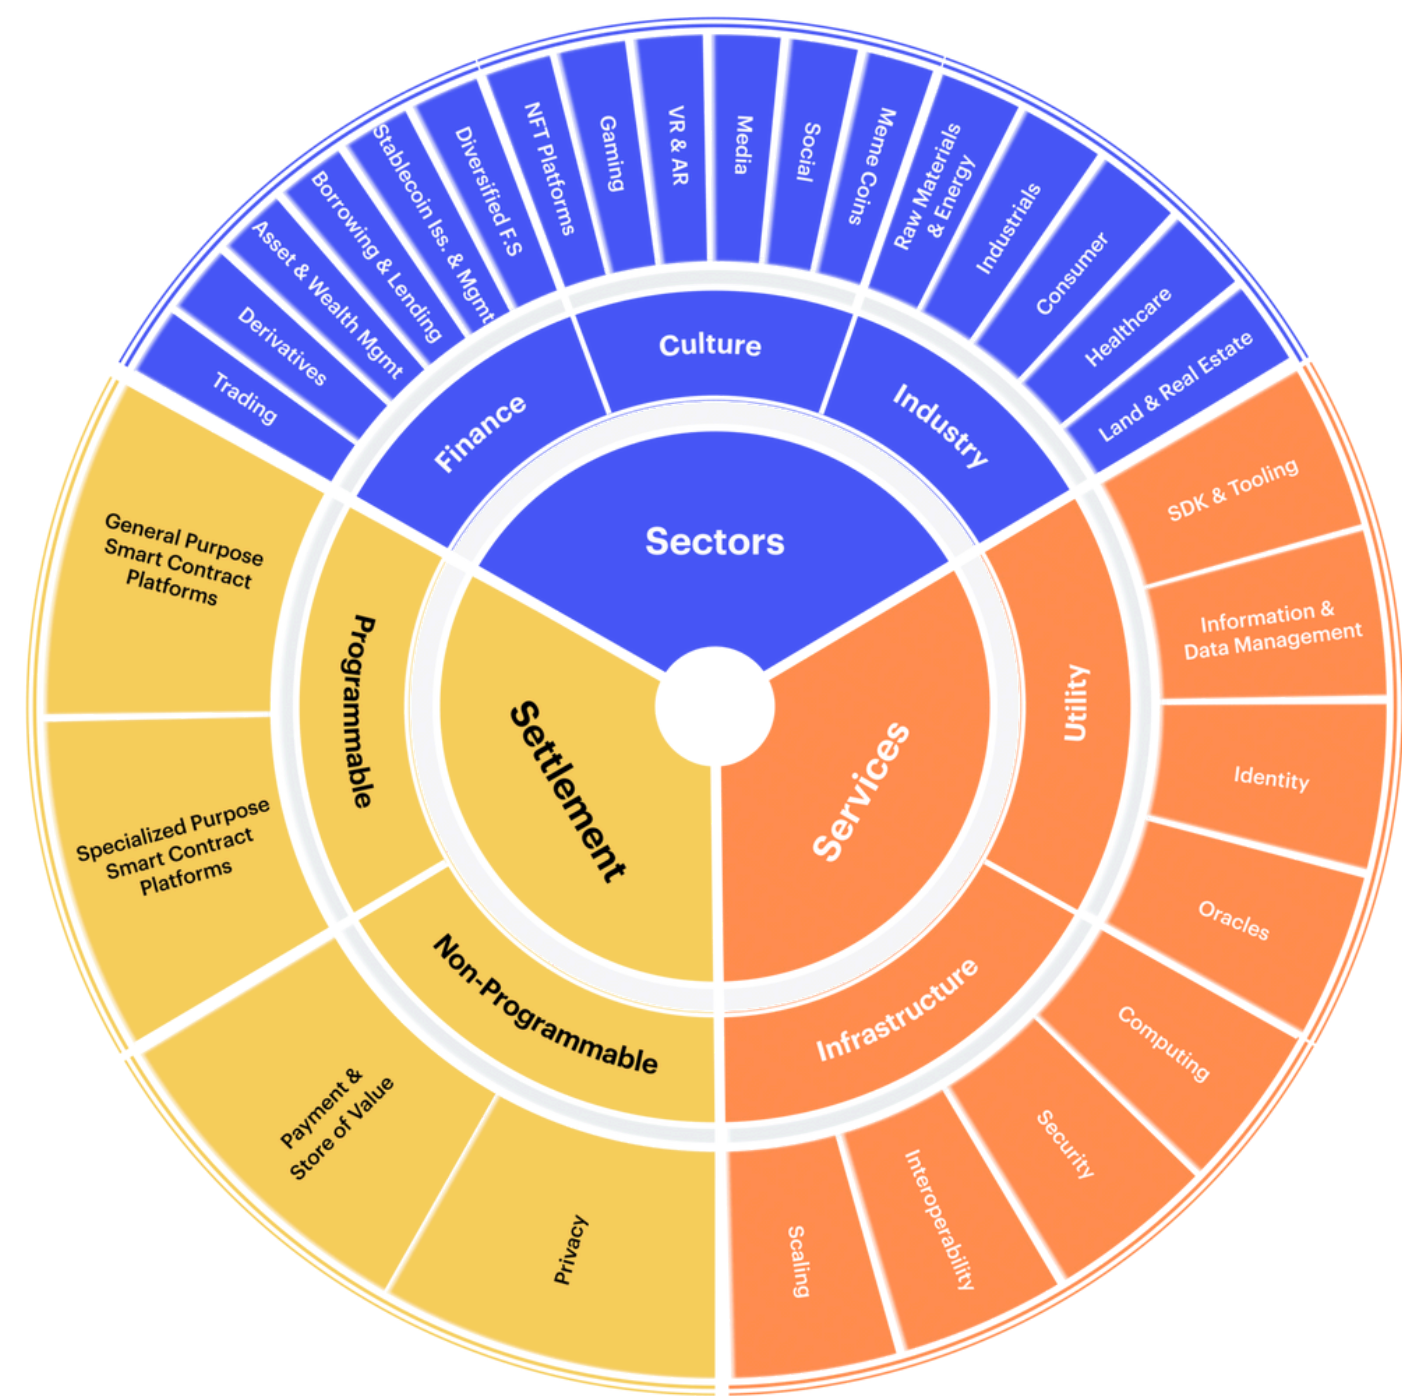 Sectors
Finance
Trading
Derivatives
Asset & Wealth Mgmt
Borrowing & Lending
Stablecoin Iss. & Mgmt
Diversified F.S
Culture
NFT Platforms
Gaming
VR & AR
Media
Social
Meme Coins
Industry
Raw Materials
& Energy
Industrials
Consumer
Healthcare
Land & Real Estate
Services
Utility
SDK & Tooling
Information &
Data Management
Identity
Oracles
Infrastructure
Computing
Security
Interoperability
Scaling
Settlement
Non-Programmable
Privacy
Payment &
Store of Value
Programmable
Specialized Purpose
Smart Contract
Platforms
General Purpose
Smart Contract
Platforms